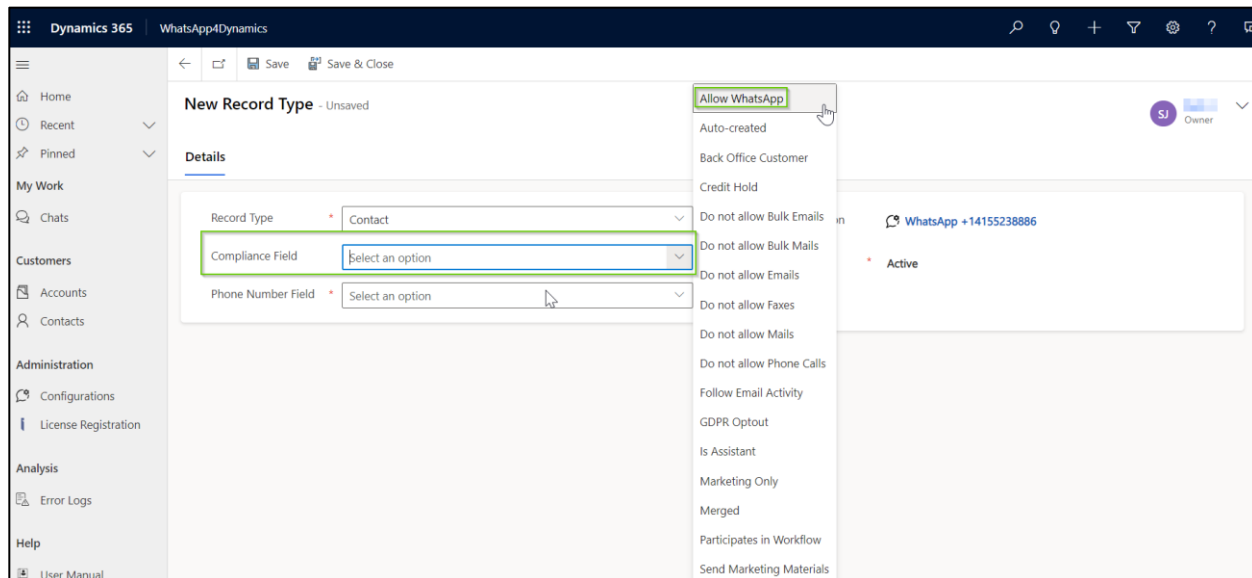 Dynamics 365 WhatsApp4Dynamics
Save Save & Close
Home
Recent
Pinned
My Work
Chats
Customers
Accounts
Contacts
Administration
Configurations
License Registration
Analysis
Error Logs
Help
User Manual
New Record Type - Unsaved
SJ
Owner
Details
Record Type * Contact
Compliance Field Select an option
Phone Number Field * Select an option
Allow WhatsApp
Auto-created
Back Office Customer
Credit Hold
Do not allow Bulk Emails
Do not allow Bulk Mails
Do not allow Emails
Do not allow Faxes
Do not allow Mails
Do not allow Phone Calls
Follow Email Activity
GDPR Optout
Is Assistant
Marketing Only
Merged
Participates in Workflow
Send Marketing Materials
WhatsApp +14155238886
* Active